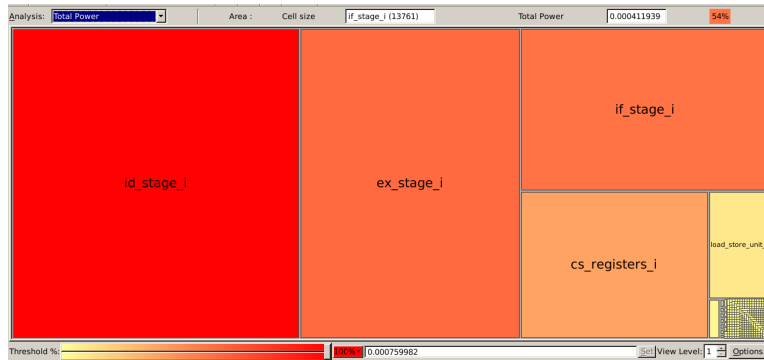 Analysis: Total Power Area : Cell size if_stage_i (13761) Total Power 0.000411939 54%
id_stage_i
ex_stage_i
if_stage_i
cs_registers_i
load_store_unit_
Threshold %: 100% 0.000759982 Set View Level: 1 Options